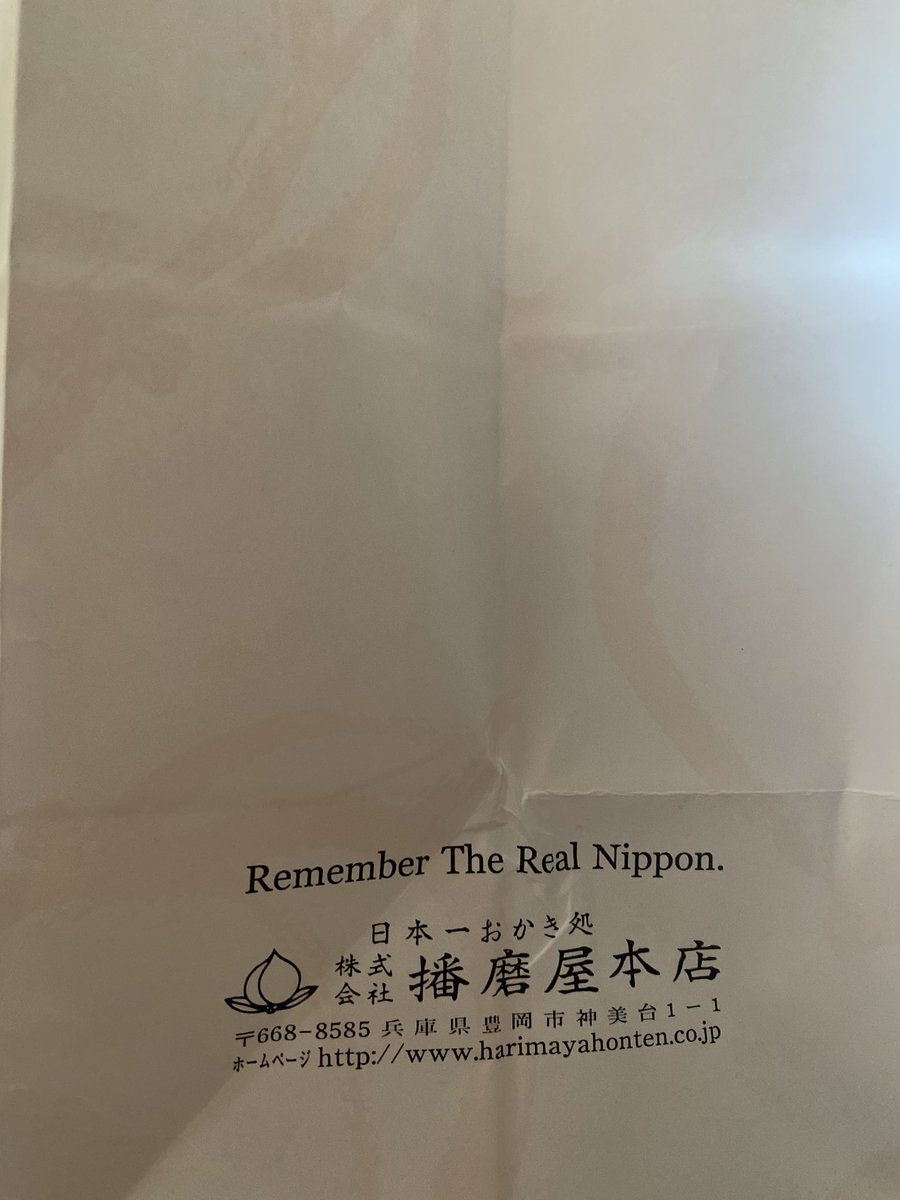 Remember The Real Nippon.
日本一おかき処
株式会社 播磨屋本店
〒668-8585 兵庫県豊岡市神美台1-1
ホームページ http://www.harimayahonten.co.jp